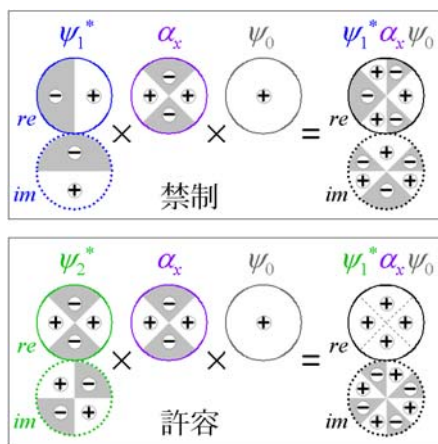 ψ₁* αₓ ψ₀ ψ₁*αₓψ₀
re − + × + − + − × + = re + − − + + −
im − + im + − + − + −
禁制
ψ₂* αₓ ψ₀ ψ₁*αₓψ₀
re + − + − × + − + − × + = re + + + +
im + − − + im − + + − − + + −
許容